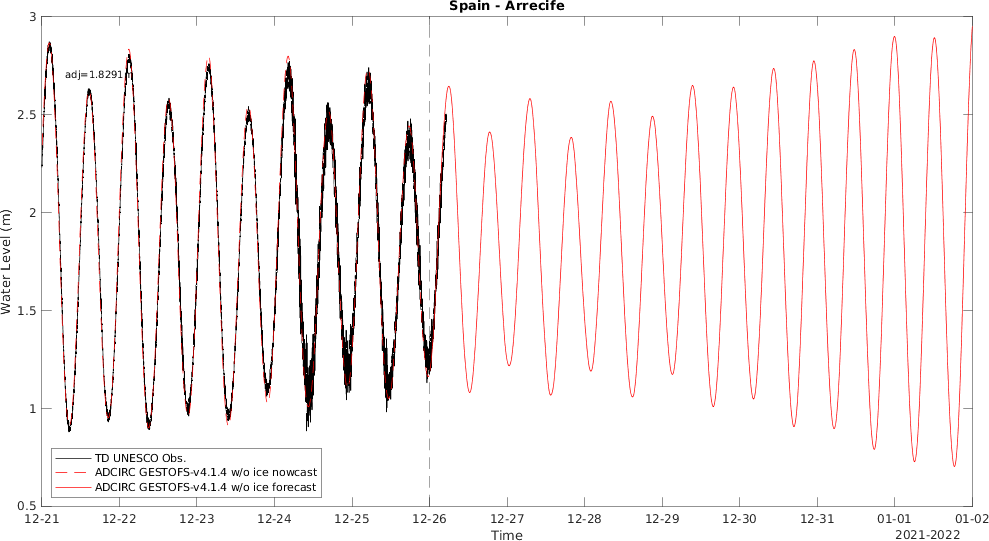 Spain - Arrecife
3
adj=1.8291
2.5
2
Water Level (m)
1.5
1
TD UNESCO Obs.
ADCIRC GESTOFS-v4.1.4 w/o ice nowcast
ADCIRC GESTOFS-v4.1.4 w/o ice forecast
0.5
12-21 12-22 12-23 12-24 12-25 12-26 12-27 12-28 12-29 12-30 12-31 01-01 01-02
Time
2021-2022